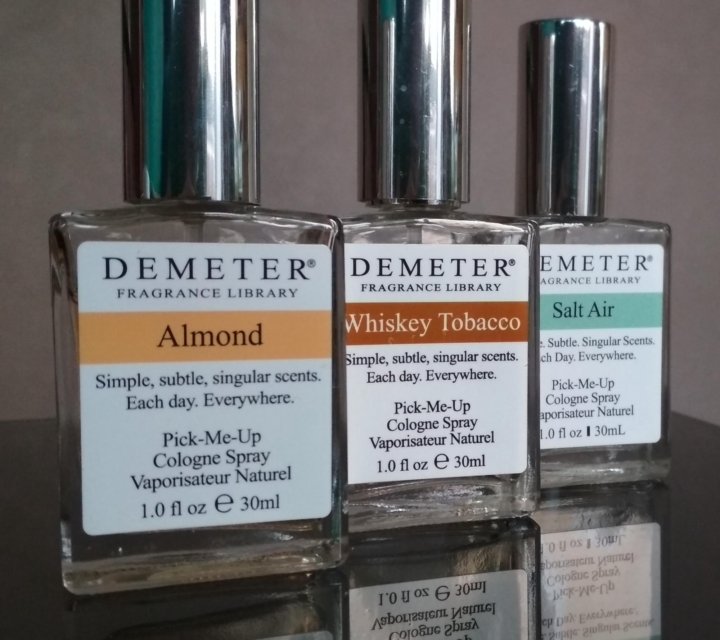 DEMETER®
FRAGRANCE LIBRARY
Almond
Simple, subtle, singular scents.
Each day. Everywhere.
Pick-Me-Up
Cologne Spray
Vaporisateur Naturel
1.0 fl oz ℮ 30ml
DEMETER®
FRAGRANCE LIBRARY
Whiskey Tobacco
Simple, subtle, singular scents.
Each day. Everywhere.
Pick-Me-Up
Cologne Spray
Vaporisateur Naturel
1.0 fl oz ℮ 30ml
EMETER®
AGRANCE LIBRARY
Salt Air
e. Subtle. Singular Scents.
ch Day. Everywhere.
Pick-Me-Up
Cologne Spray
aporisateur Naturel
1.0 fl oz 30mL